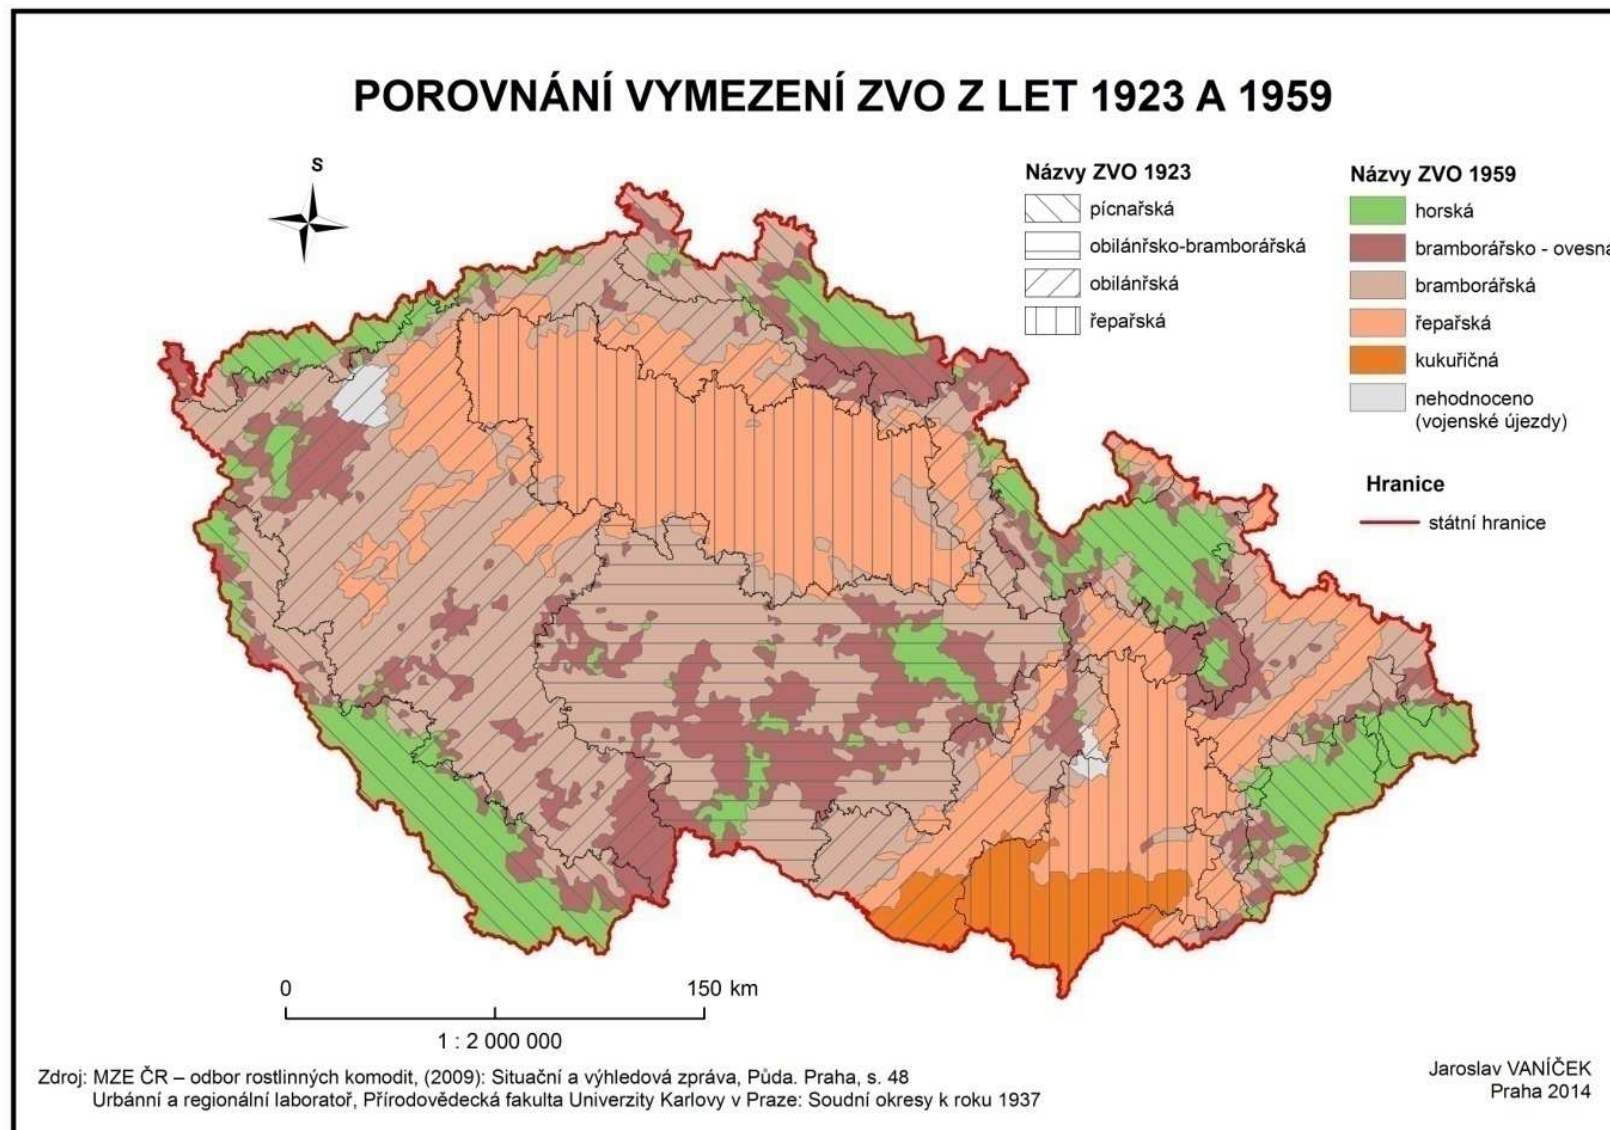 POROVNÁNÍ VYMEZENÍ ZVO Z LET 1923 A 1959
S
Názvy ZVO 1923
pícnařská
obilánřsko-bramborářská
obilánřská
řepařská
Názvy ZVO 1959
horská
bramborářsko - ovesná
bramborářská
řepařská
kukuřičná
nehodnoceno
(vojenské újezdy)
Hranice
státní hranice
0 150 km
1 : 2 000 000
Zdroj: MZE ČR – odbor rostlinných komodit, (2009): Situační a výhledová zpráva, Půda. Praha, s. 48
Urbánní a regionální laboratoř, Přírodovědecká fakulta Univerzity Karlovy v Praze: Soudní okresy k roku 1937
Jaroslav VANÍČEK
Praha 2014